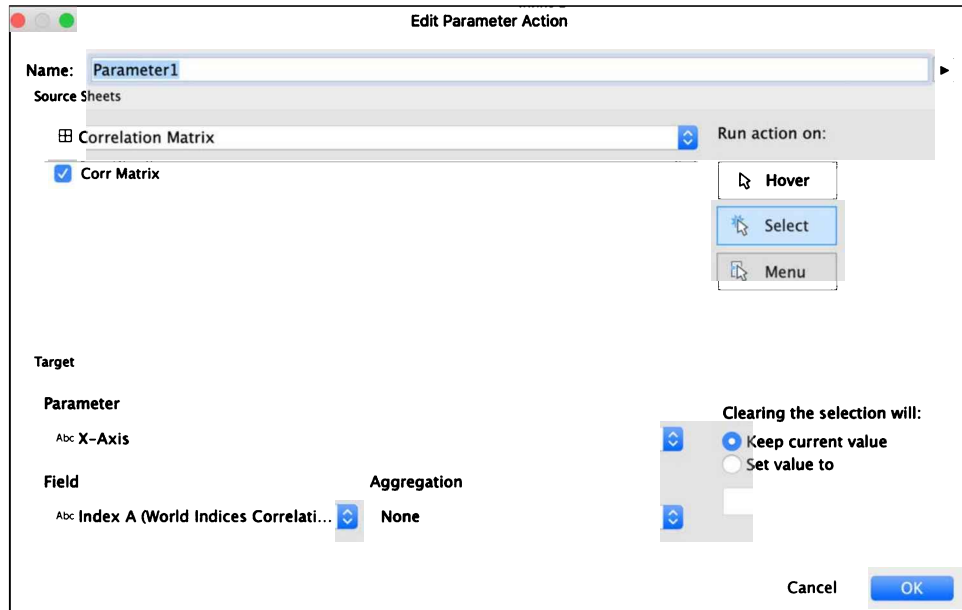 Edit Parameter Action
Name: Parameter1
Source Sheets
Correlation Matrix
Run action on:
Corr Matrix
Hover
Select
Menu
Target
Parameter
Clearing the selection will:
Abc X-Axis
Keep current value
Set value to
Field Aggregation
Abc Index A (World Indices Correlati... None
Cancel OK